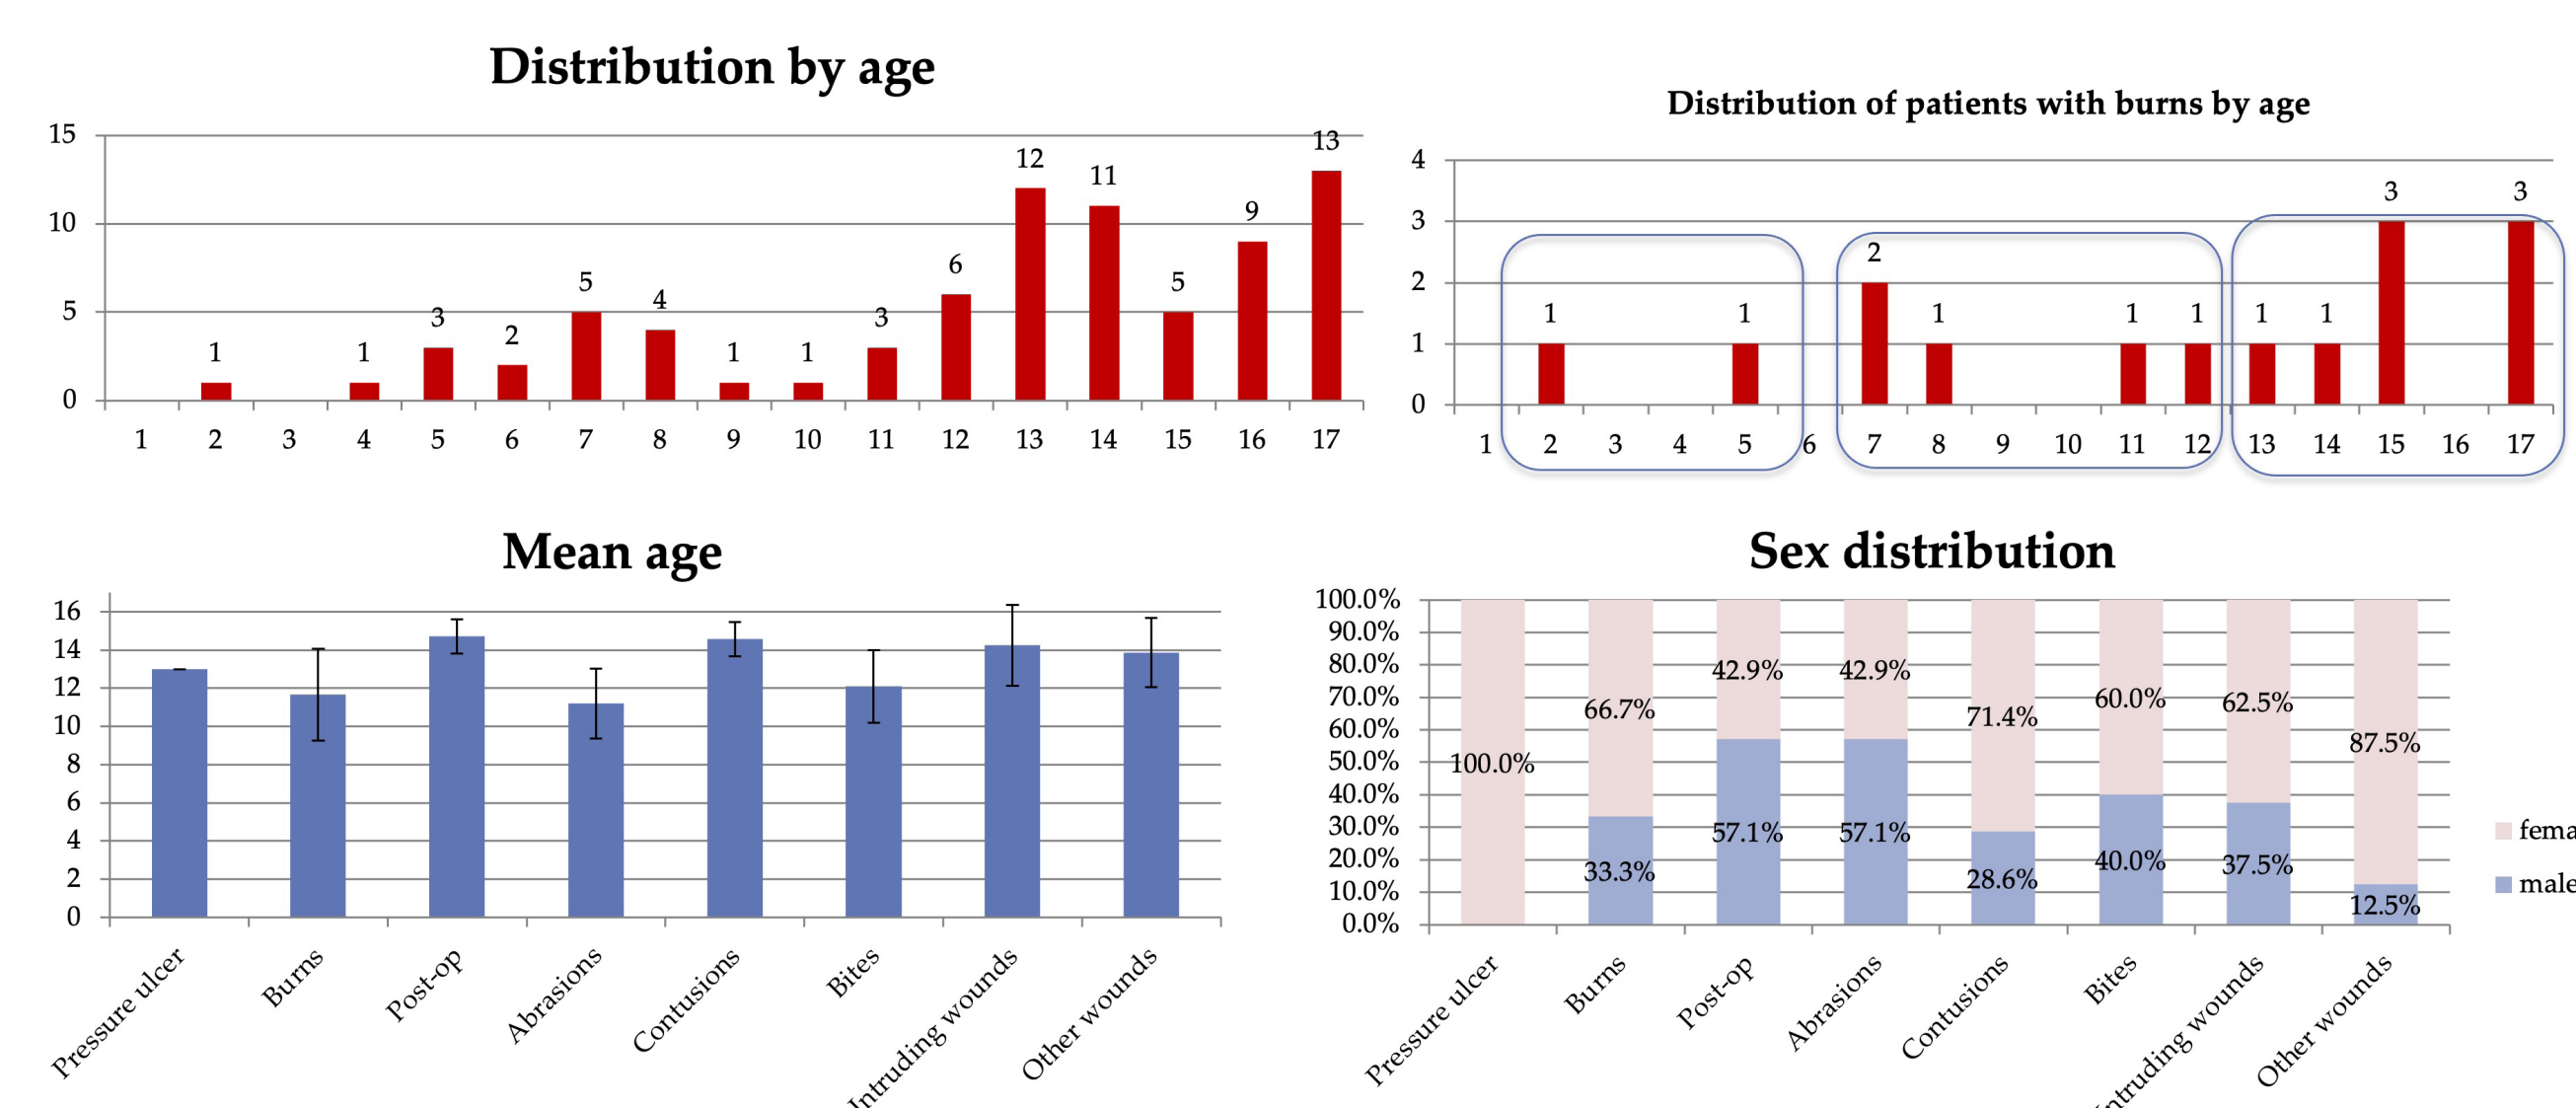 Distribution by age
15
10
5
0
1
1
3
2
5
4
1
1
3
6
12
11
5
9
13
1 2 3 4 5 6 7 8 9 10 11 12 13 14 15 16 17
Distribution of patients with burns by age
4
3
2
1
0
1
1
2
1
1
1
1
1
3
3
1 2 3 4 5 6 7 8 9 10 11 12 13 14 15 16 17
Mean age
16
14
12
10
8
6
4
2
0
Pressure ulcer
Burns
Post-op
Abrasions
Contusions
Bites
Intruding wounds
Other wounds
Sex distribution
100.0%
90.0%
80.0%
70.0%
60.0%
50.0%
40.0%
30.0%
20.0%
10.0%
0.0%
100.0%
66.7%
42.9%
42.9%
71.4%
60.0%
62.5%
87.5%
33.3%
57.1%
57.1%
28.6%
40.0%
37.5%
12.5%
fema
male
Pressure ulcer
Burns
Post-op
Abrasions
Contusions
Bites
ntruding wounds
Other wounds